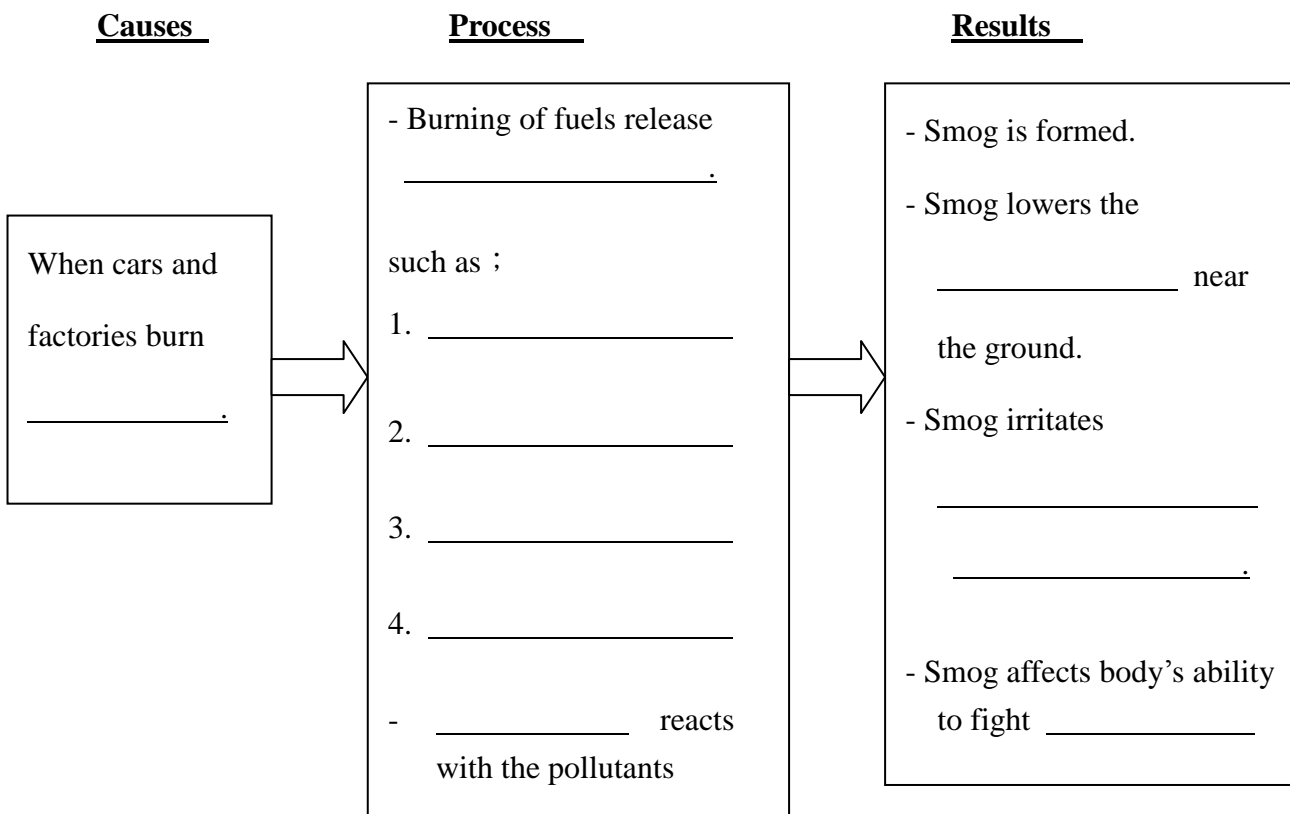 Causes
Process
Results
When cars and
factories burn
.
- Burning of fuels release
.
such as；
1.
2.
3.
4.
- reacts
with the pollutants
- Smog is formed.
- Smog lowers the
near
the ground.
- Smog irritates
.
- Smog affects body’s ability
to fight